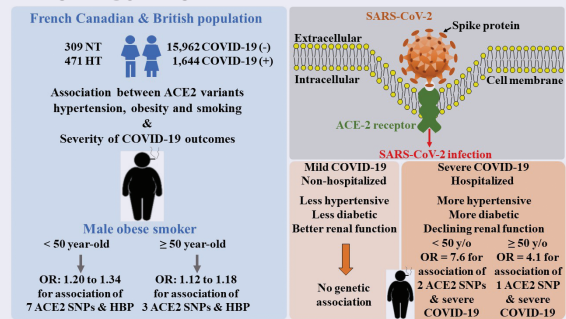 French Canadian & British population
309 NT
471 HT
15,962 COVID-19 (-)
1,644 COVID-19 (+)
Association between ACE2 variants
hypertension, obesity and smoking
&
Severity of COVID-19 outcomes
Male obese smoker
< 50 year-old
OR: 1.20 to 1.34
for association of
7 ACE2 SNPs & HBP
≥ 50 year-old
OR: 1.12 to 1.18
for association of
3 ACE2 SNPs & HBP
SARS-CoV-2
Spike protein
Extracellular
Intracellular
Cell membrane
ACE-2 receptor
SARS-CoV-2 infection
Mild COVID-19
Non-hospitalized
Less hypertensive
Less diabetic
Better renal function
No genetic
association
Severe COVID-19
Hospitalized
More hypertensive
More diabetic
Declining renal function
< 50 y/o
OR = 7.6 for
association of
2 ACE2 SNPs
& severe
COVID-19
≥ 50 y/o
OR = 4.1 for
association of
1 ACE2 SNP
& severe
COVID-19